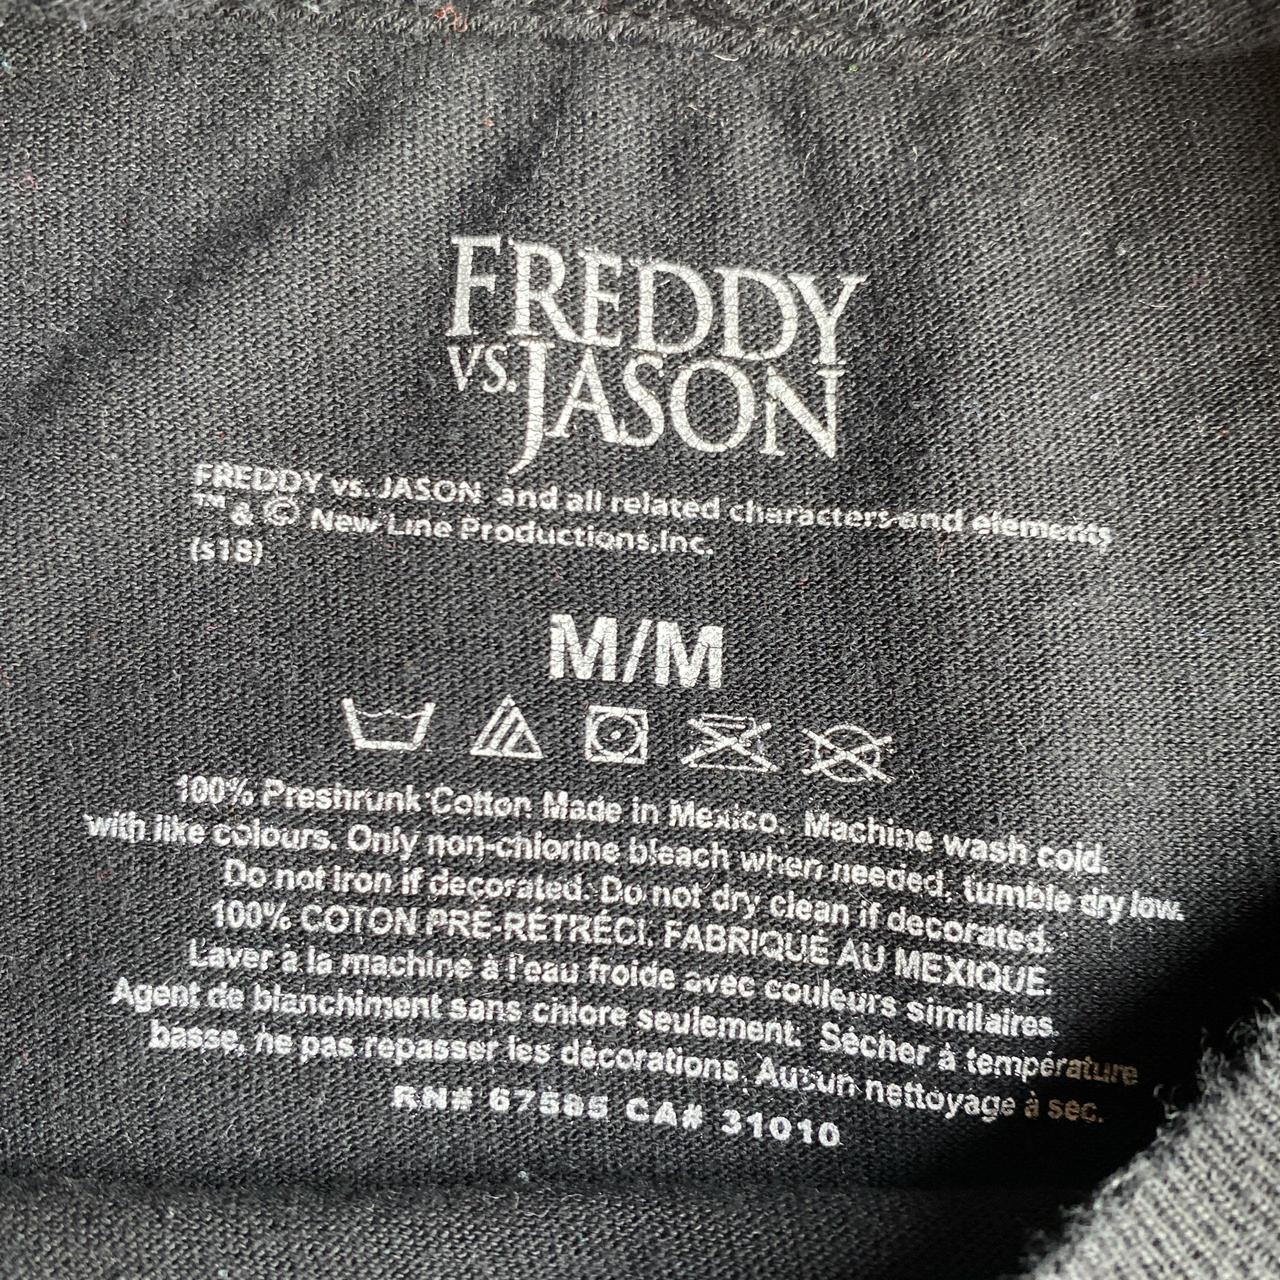 FREDDY
VS. JASON
FREDDY vs. JASON and all related characters and elements
™ & © New Line Productions, Inc.
(s18)
M/M
100% Preshrunk Cotton Made in Mexico. Machine wash cold.
with like colours. Only non-chlorine bleach when needed, tumble dry low.
Do not iron if decorated. Do not dry clean if decorated.
100% COTON PRÉ-RÉTRÉCI. FABRIQUE AU MEXIQUE.
Laver à la machine à l'eau froide avec couleurs similaires.
Agent de blanchiment sans chlore seulement. Sécher à température
basse, ne pas repasser les décorations. Aucun nettoyage à sec.
RN# 67585 CA# 31010